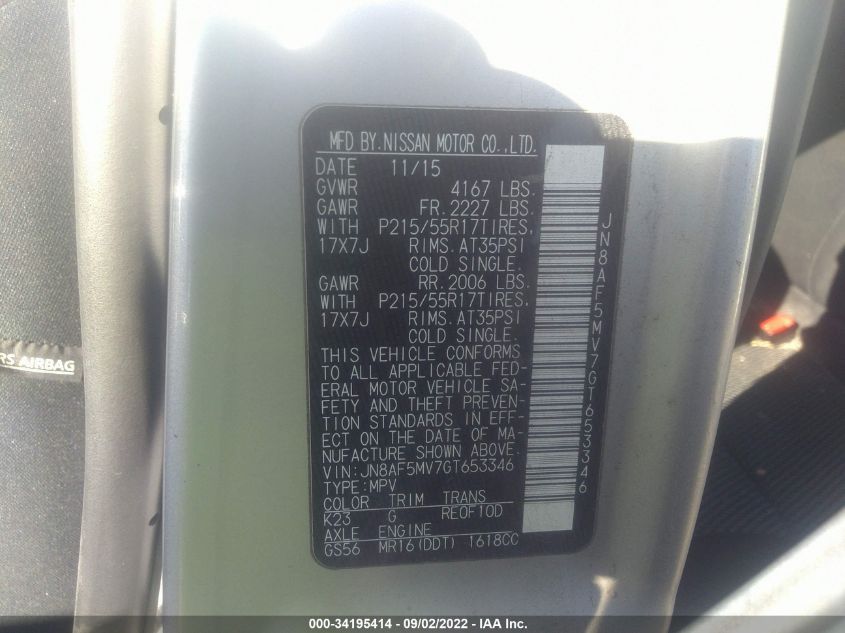 MFD BY.NISSAN MOTOR CO.,LTD.
DATE 11/15
GVWR 4167 LBS.
GAWR FR. 2227 LBS.
WITH P215/55R17TIRES,
17X7J RIMS. AT35PSI
COLD SINGLE.
GAWR RR. 2006 LBS.
WITH P215/55R17TIRES,
17X7J RIMS. AT35PSI
COLD SINGLE.
THIS VEHICLE CONFORMS
TO ALL APPLICABLE FED-
ERAL MOTOR VEHICLE SA-
FETY AND THEFT PREVEN-
TION STANDARDS IN EFF-
ECT ON THE DATE OF MA-
NUFACTURE SHOWN ABOVE.
VIN:JN8AF5MV7GT653346
TYPE:MPV
COLOR TRIM TRANS
K23 G REOF10D
AXLE ENGINE
GS56 MR16(DDT) 1618CC
JN8AF5MV7GT653346
RS AIRBAG
000-34195414 - 09/02/2022 - IAA Inc.